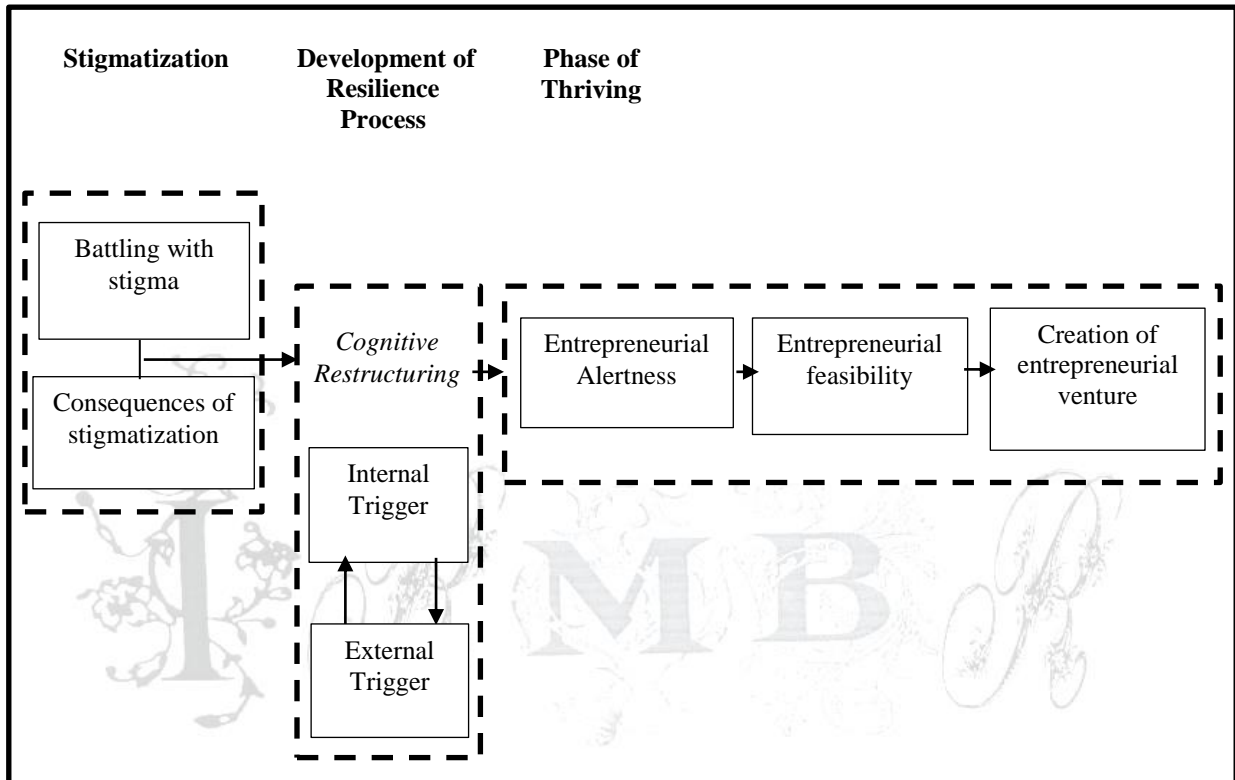 Stigmatization
Development of
Resilience
Process
Phase of
Thriving
Battling with
stigma
Consequences of
stigmatization
Cognitive
Restructuring
Internal
Trigger
External
Trigger
Entrepreneurial
Alertness
Entrepreneurial
feasibility
Creation of
entrepreneurial
venture
I R M B R